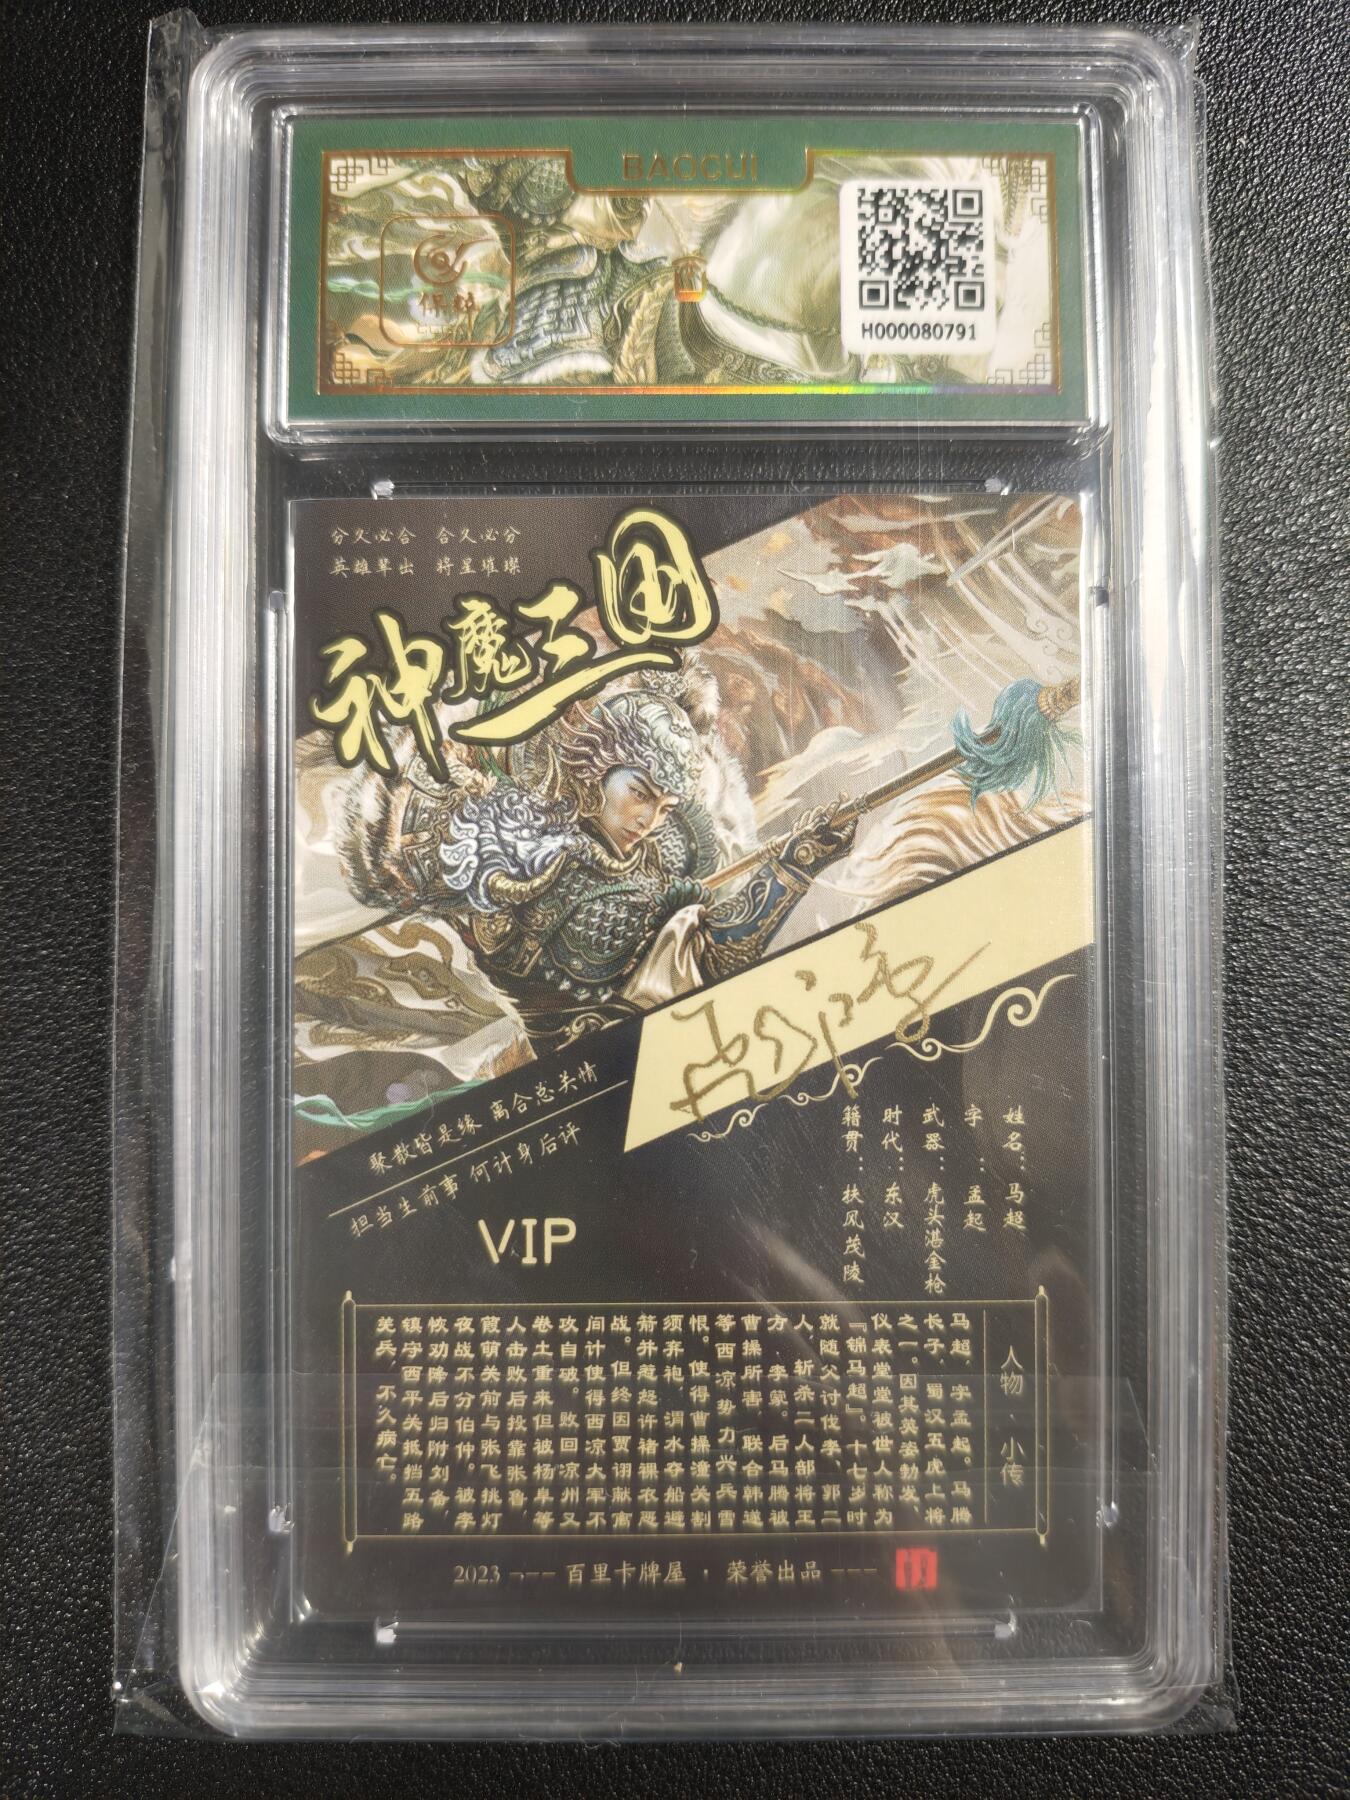 BAOCUI
保粹
H000080791
分久必合 合久必分
英雄辈出 将星璀璨
神魔三国
聚散皆是缘 离合总关情
担当生前事 何计身后评
VIP
姓名：马超
字：孟起
武器：虎头湛金枪
时代：东汉
籍贯：扶风茂陵
人物·小传
马超，字孟起。马腾
长子，蜀汉五虎上将
之一。因其英姿勃发、
仪表堂堂被世人称为
『锦马超』。十七岁时
就随父讨伐李、郭二
人，斩杀二人部将王
方、李蒙。后马腾被
曹操所害，联合韩遂
等西凉势力兴兵雪
恨。使得曹操潼关割
须弃袍，渭水夺船避
箭并惹起许褚裸衣恶
战。但终因贾诩献离
间计使得西凉大军不
攻自破。败回凉州又
卷土重来但被杨阜等
人击败后投靠张鲁，
葭萌关前与张飞挑灯
夜战不分伯仲。被李
恢劝降后归附刘备，
镇守西平关抵挡五路
羌兵，不久病亡。
2023 --- 百里卡牌屋 · 荣誉出品 ---